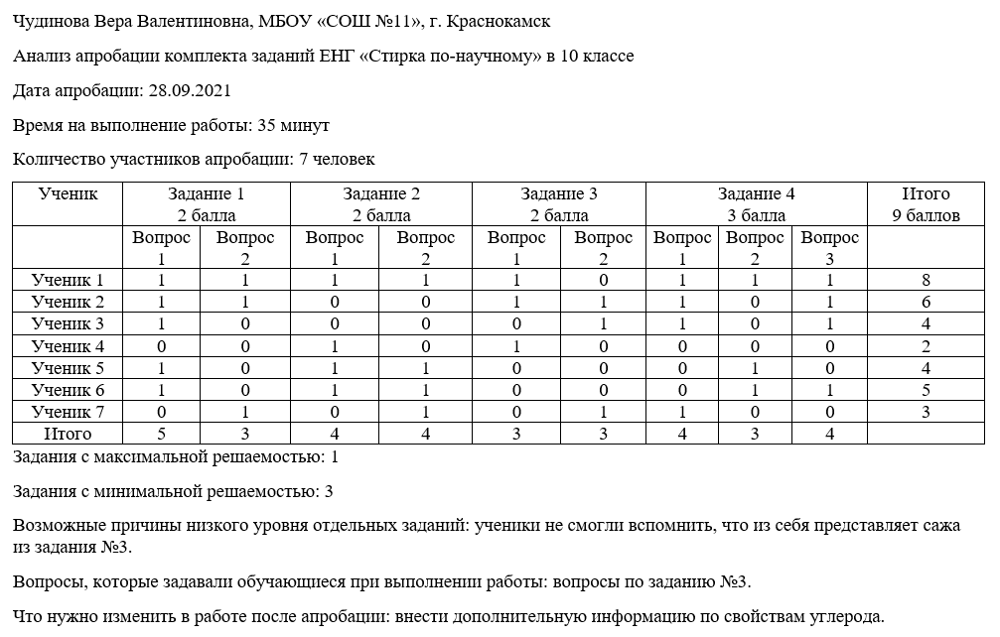 Чудинова Вера Валентиновна, МБОУ «СОШ №11», г. Краснокамск
Анализ апробации комплекта заданий ЕНГ «Стирка по-научному» в 10 классе
Дата апробации: 28.09.2021
Время на выполнение работы: 35 минут
Количество участников апробации: 7 человек
Ученик Задание 1 Задание 2 Задание 3 Задание 4 Итого
2 балла 2 балла 2 балла 3 балла 9 баллов
Вопрос Вопрос Вопрос Вопрос Вопрос Вопрос Вопрос Вопрос Вопрос
1 2 1 2 1 2 1 2 3
Ученик 1 1 1 1 1 1 0 1 1 1 8
Ученик 2 1 1 0 0 1 1 1 0 1 6
Ученик 3 1 0 0 0 0 1 1 0 1 4
Ученик 4 0 0 1 0 1 0 0 0 0 2
Ученик 5 1 0 1 1 0 0 0 1 0 4
Ученик 6 1 0 1 1 0 0 0 1 1 5
Ученик 7 0 1 0 1 0 1 1 0 0 3
Итого 5 3 4 4 3 3 4 3 4
Задания с максимальной решаемостью: 1
Задания с минимальной решаемостью: 3
Возможные причины низкого уровня отдельных заданий: ученики не смогли вспомнить, что из себя представляет сажа
из задания №3.
Вопросы, которые задавали обучающиеся при выполнении работы: вопросы по заданию №3.
Что нужно изменить в работе после апробации: внести дополнительную информацию по свойствам углерода.